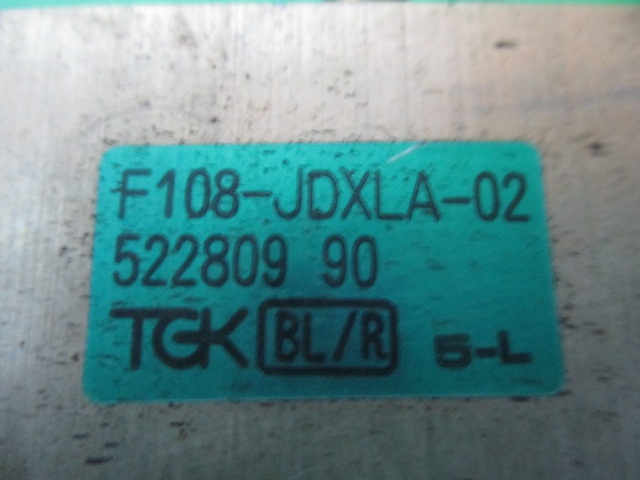 F108-JDXLA-02
522809 90
TGK BL/R 5-L